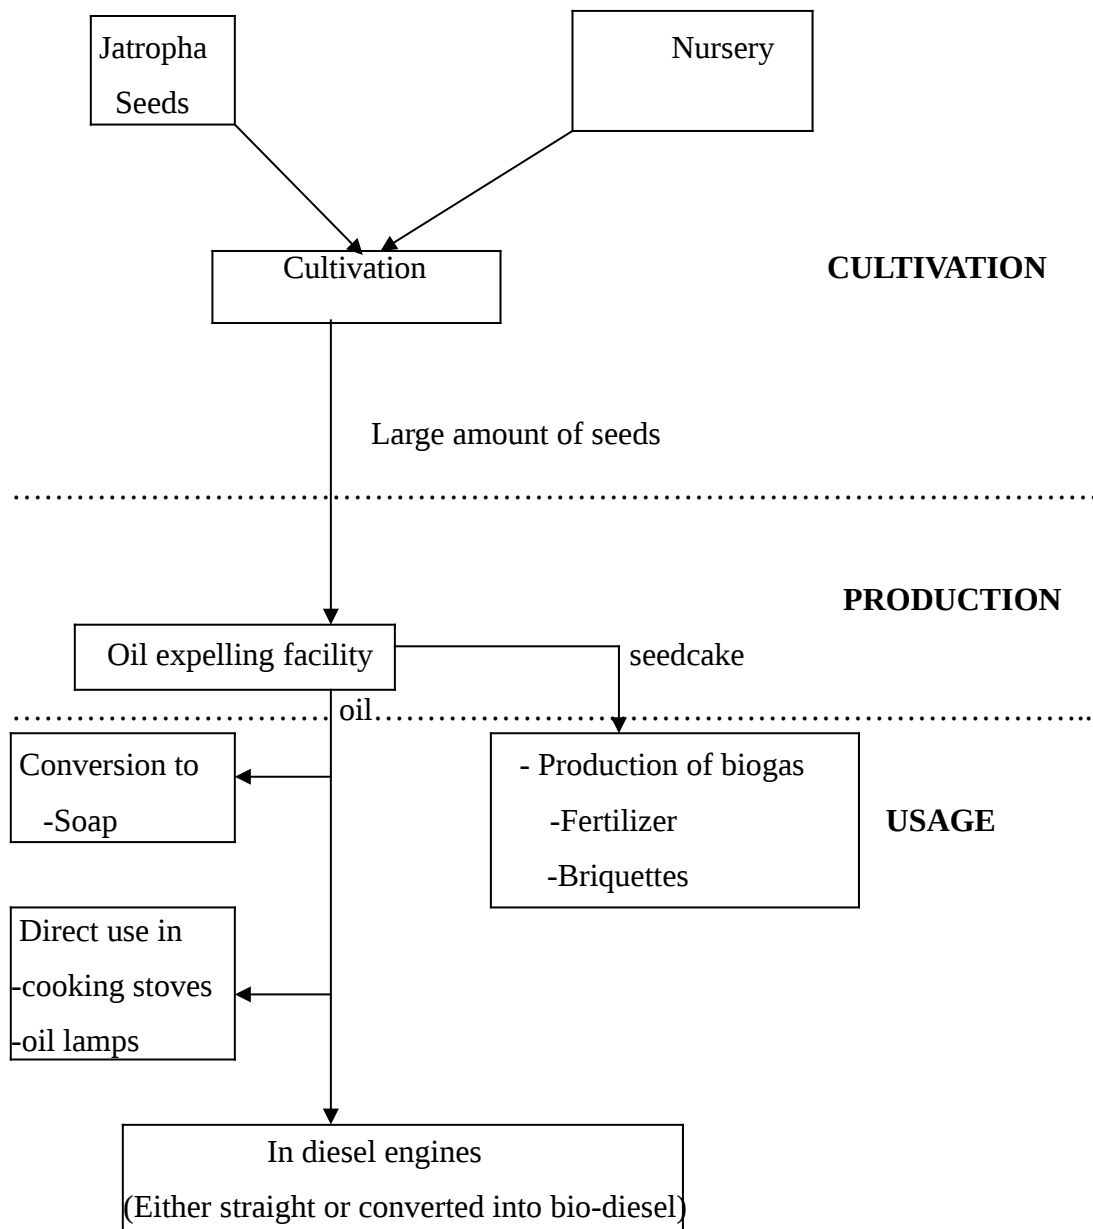 Jatropha
Seeds
Nursery
Cultivation
CULTIVATION
Large amount of seeds
PRODUCTION
Oil expelling facility
seedcake
oil
Conversion to
-Soap
- Production of biogas
-Fertilizer
-Briquettes
USAGE
Direct use in
-cooking stoves
-oil lamps
In diesel engines
(Either straight or converted into bio-diesel)